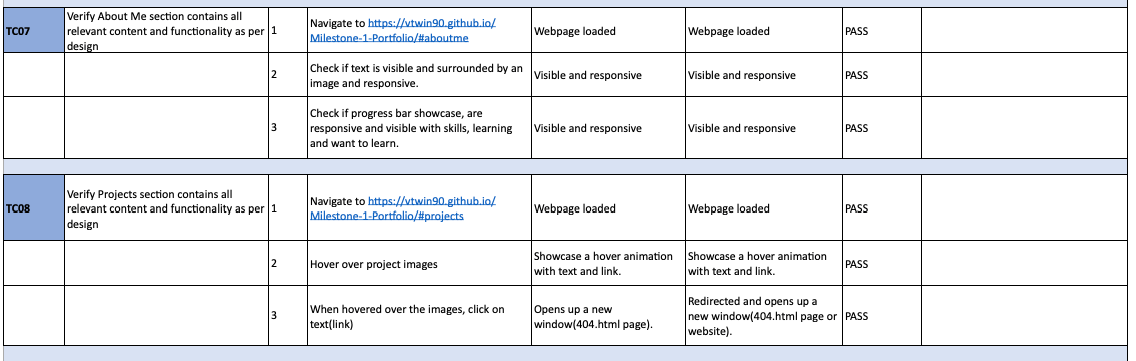 Verify About Me section contains all
relevant content and functionality as per
design
TC07
1
Navigate to https://vtwin90.github.io/
Milestone-1-Portfolio/#aboutme
Webpage loaded
Webpage loaded
PASS
2
Check if text is visible and surrounded by an
image and responsive.
Visible and responsive
Visible and responsive
PASS
3
Check if progress bar showcase, are
responsive and visible with skills, learning
and want to learn.
Visible and responsive
Visible and responsive
PASS
TC08
Verify Projects section contains all
relevant content and functionality as per
design
1
Navigate to https://vtwin90.github.io/
Milestone-1-Portfolio/#projects
Webpage loaded
Webpage loaded
PASS
2
Hover over project images
Showcase a hover animation
with text and link.
Showcase a hover animation
with text and link.
PASS
3
When hovered over the images, click on
text(link)
Opens up a new
window(404.html page).
Redirected and opens up a
new window(404.html page or
website).
PASS